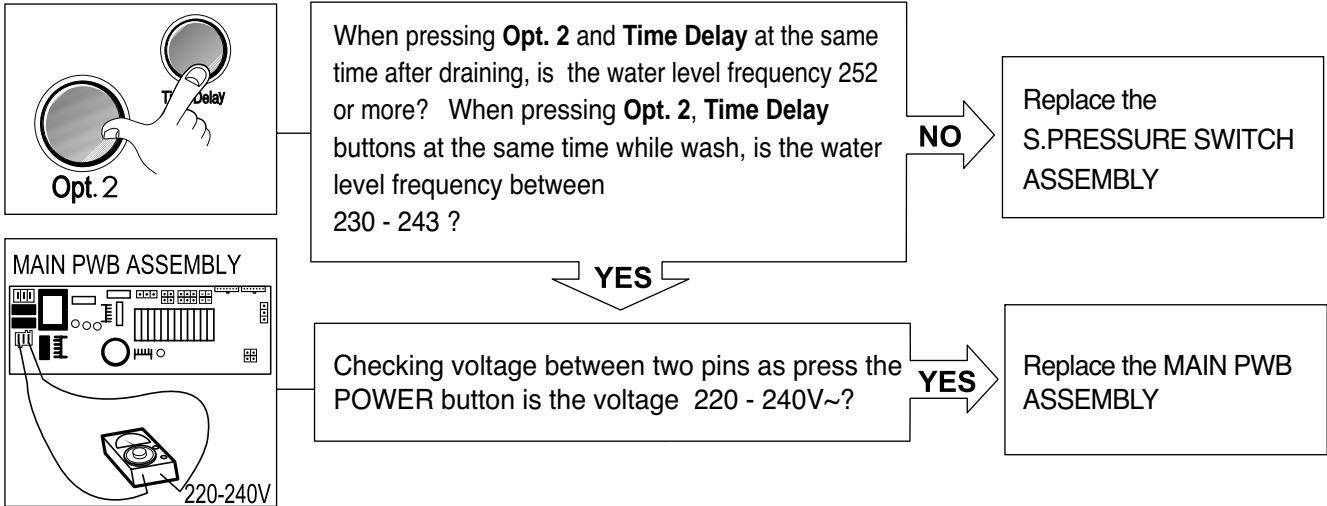 Time Delay
Opt. 2
When pressing Opt. 2 and Time Delay at the same
time after draining, is the water level frequency 252
or more? When pressing Opt. 2, Time Delay
buttons at the same time while wash, is the water
level frequency between
230 - 243 ?
NO
Replace the
S.PRESSURE SWITCH
ASSEMBLY
YES
MAIN PWB ASSEMBLY
220-240V
Checking voltage between two pins as press the
POWER button is the voltage 220 - 240V~?
YES
Replace the MAIN PWB
ASSEMBLY